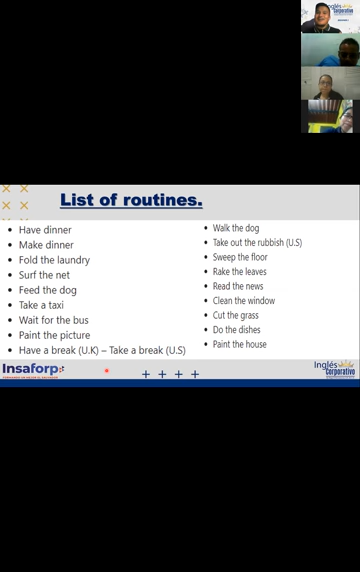 Inglés
Corporativo
List of routines.
• Have dinner
• Make dinner
• Fold the laundry
• Surf the net
• Feed the dog
• Take a taxi
• Wait for the bus
• Paint the picture
• Have a break (U.K) – Take a break (U.S)
• Walk the dog
• Take out the rubbish (U.S)
• Sweep the floor
• Rake the leaves
• Read the news
• Clean the window
• Cut the grass
• Do the dishes
• Paint the house
Insaforp
Inglés
Corporativo